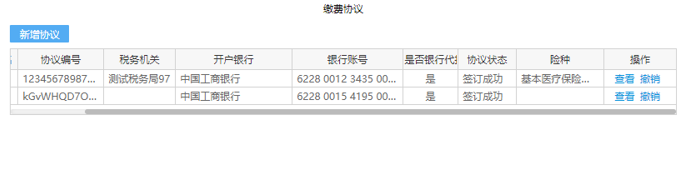 缴费协议
新增协议
协议编号 税务机关 开户银行 银行账号 是否银行代扣 协议状态 险种 操作
12345678987... 测试税务局97 中国工商银行 6228 0012 3435 00... 是 签订成功 基本医疗保险... 查看 撤销
kGvWHQD7O... 中国工商银行 6228 0015 4195 00... 是 签订成功 查看 撤销